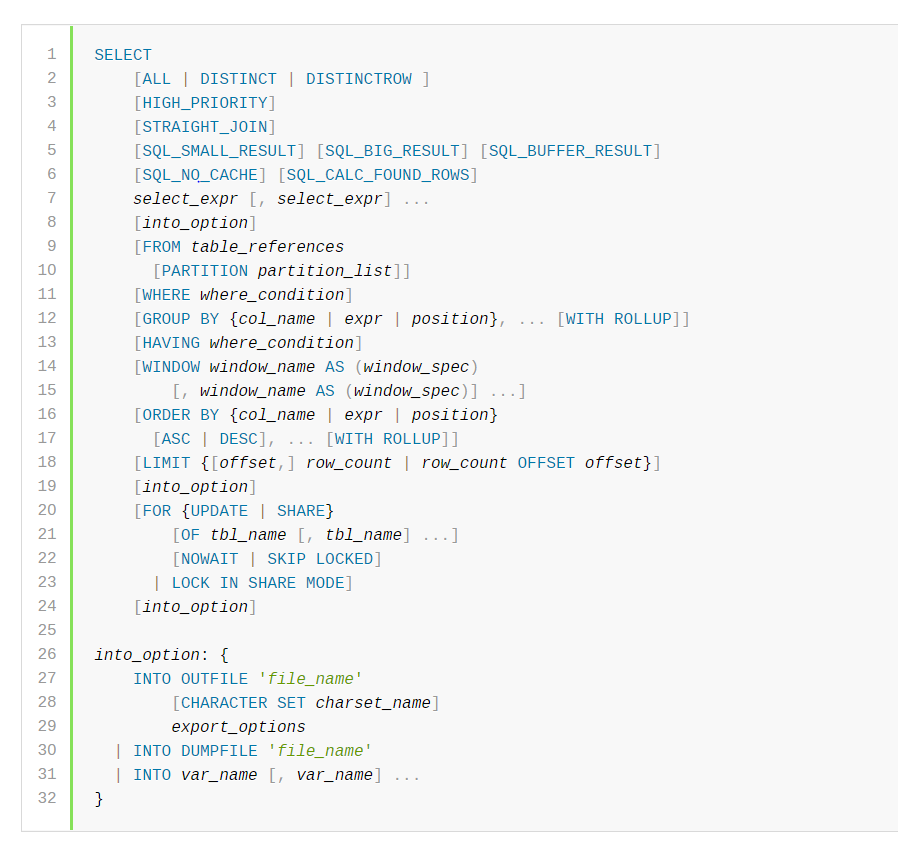 1 SELECT
2 [ALL | DISTINCT | DISTINCTROW ]
3 [HIGH_PRIORITY]
4 [STRAIGHT_JOIN]
5 [SQL_SMALL_RESULT] [SQL_BIG_RESULT] [SQL_BUFFER_RESULT]
6 [SQL_NO_CACHE] [SQL_CALC_FOUND_ROWS]
7 select_expr [, select_expr] ...
8 [into_option]
9 [FROM table_references
10 [PARTITION partition_list]]
11 [WHERE where_condition]
12 [GROUP BY {col_name | expr | position}, ... [WITH ROLLUP]]
13 [HAVING where_condition]
14 [WINDOW window_name AS (window_spec)
15 [, window_name AS (window_spec)] ...]
16 [ORDER BY {col_name | expr | position}
17 [ASC | DESC], ... [WITH ROLLUP]]
18 [LIMIT {[offset,] row_count | row_count OFFSET offset}]
19 [into_option]
20 [FOR {UPDATE | SHARE}
21 [OF tbl_name [, tbl_name] ...]
22 [NOWAIT | SKIP LOCKED]
23 | LOCK IN SHARE MODE]
24 [into_option]
25
26 into_option: {
27 INTO OUTFILE 'file_name'
28 [CHARACTER SET charset_name]
29 export_options
30 | INTO DUMPFILE 'file_name'
31 | INTO var_name [, var_name] ...
32 }